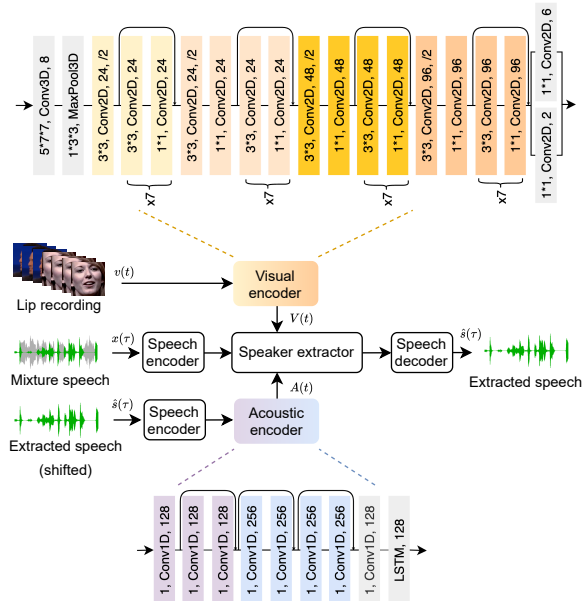 5*7*7, Conv3D, 8
1*3*3, MaxPool3D
3*3, Conv2D, 24, /2
3*3, Conv2D, 24
1*1, Conv2D, 24
x7
3*3, Conv2D, 24, /2
1*1, Conv2D, 24
3*3, Conv2D, 24
1*1, Conv2D, 24
x7
3*3, Conv2D, 48, /2
1*1, Conv2D, 48
3*3, Conv2D, 48
1*1, Conv2D, 48
x7
3*3, Conv2D, 96, /2
1*1, Conv2D, 96
3*3, Conv2D, 96
1*1, Conv2D, 96
x7
1*1, Conv2D, 6
1*1, Conv2D, 2
Lip recording
v(t)
Visual
encoder
V(t)
Mixture speech
x(τ)
Speech
encoder
Speaker extractor
Speech
decoder
ŝ(τ)
Extracted speech
A(t)
Extracted speech
(shifted)
ŝ(τ)
Speech
encoder
Acoustic
encoder
1, Conv1D, 128
1, Conv1D, 128
1, Conv1D, 128
1, Conv1D, 256
1, Conv1D, 256
1, Conv1D, 256
1, Conv1D, 256
1, Conv1D, 128
LSTM, 128